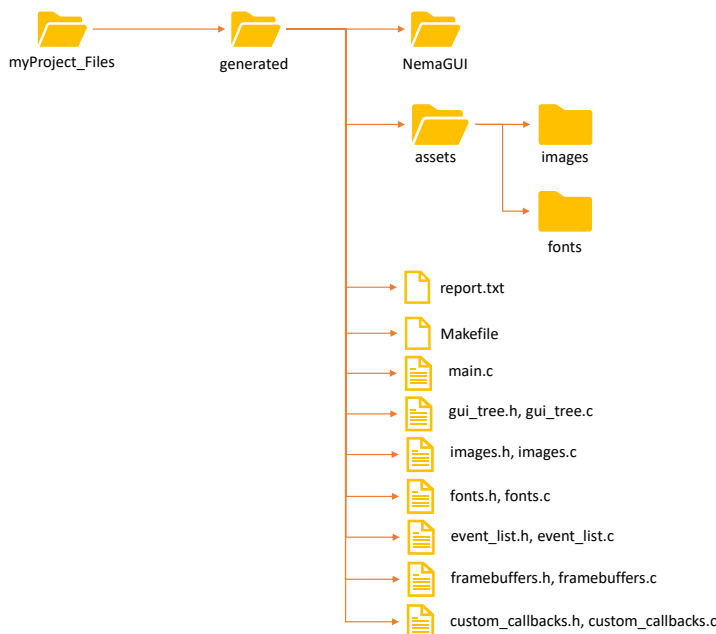 myProject_Files
generated
NemaGUI
assets
images
fonts
report.txt
Makefile
main.c
gui_tree.h, gui_tree.c
images.h, images.c
fonts.h, fonts.c
event_list.h, event_list.c
framebuffers.h, framebuffers.c
custom_callbacks.h, custom_callbacks.c